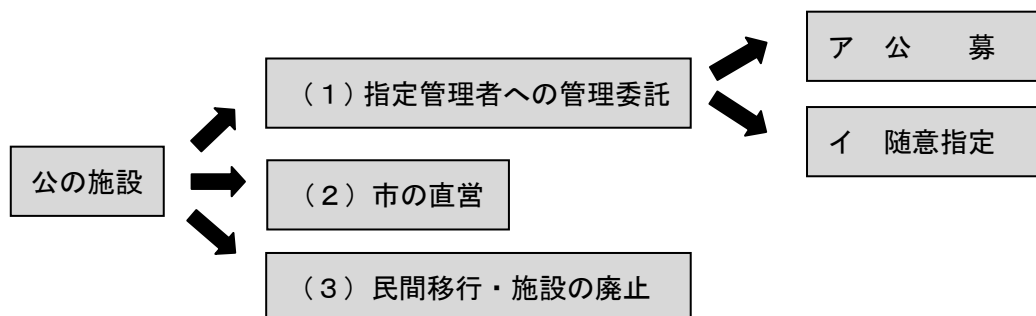 公の施設
（１）指定管理者への管理委託
ア　公　　募
イ　随意指定
（２）市の直営
（３）民間移行・施設の廃止